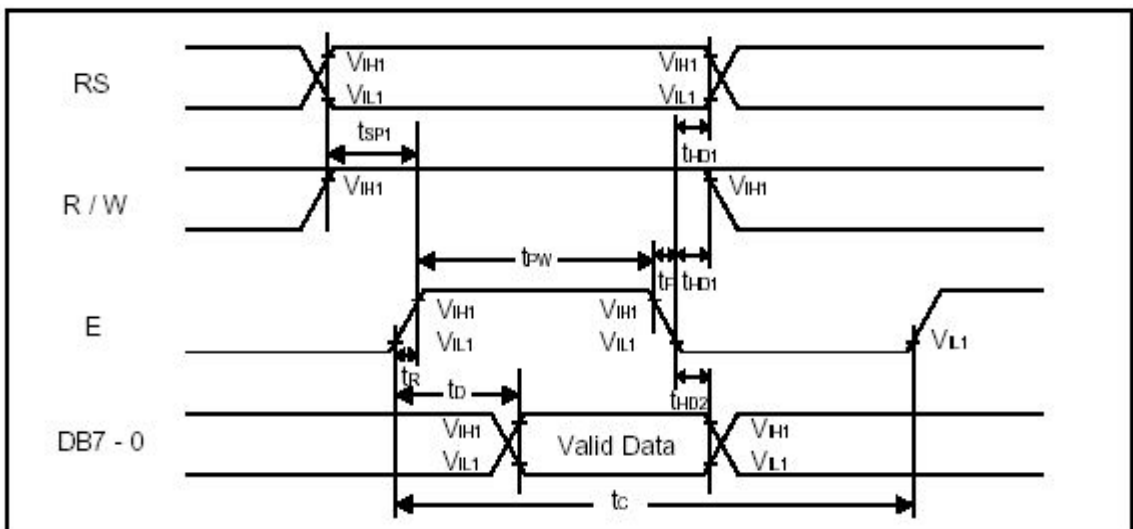 RS
VIH1 VIH1
VIL1 VIL1
tSP1 tHD1
R / W
VIH1 VIH1
tPW tF tHD1
E
VIH1 VIH1
VIL1 VIL1 VIL1
tR tD tHD2
DB7 - 0
VIH1 Valid Data VIH1
VIL1 VIL1
tC